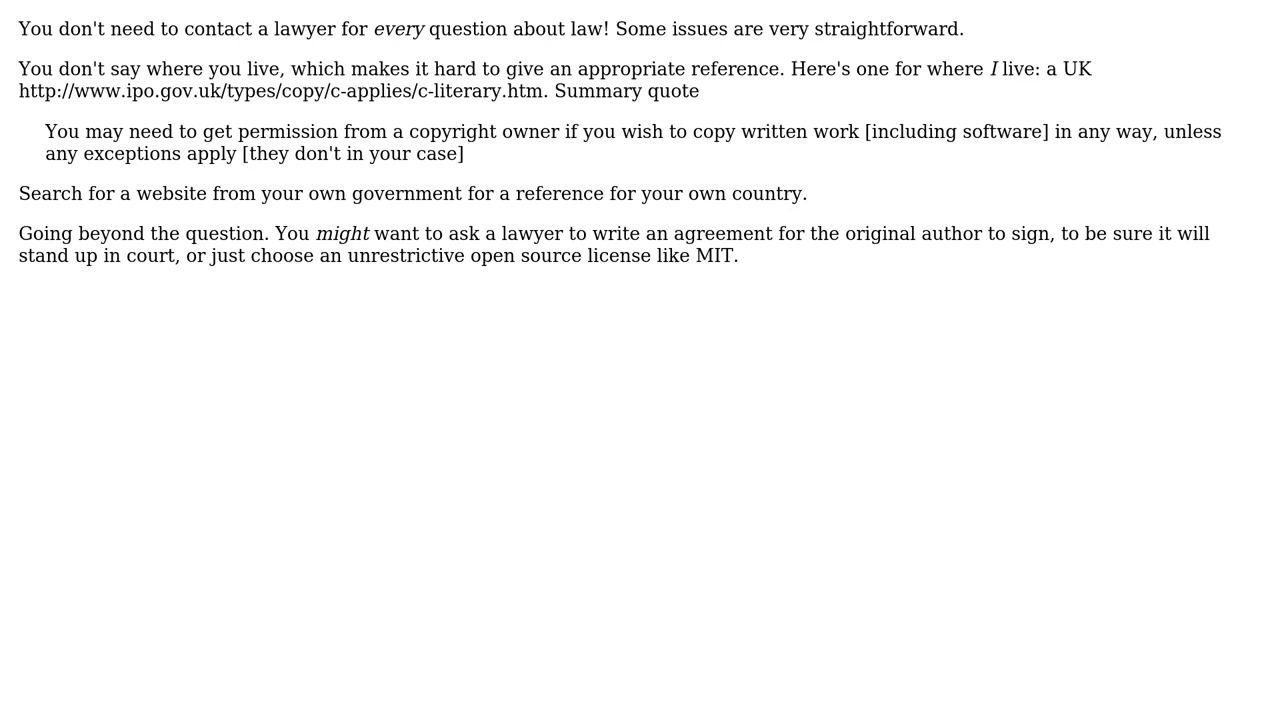 You don't need to contact a lawyer for every question about law! Some issues are very straightforward.
You don't say where you live, which makes it hard to give an appropriate reference. Here's one for where I live: a UK
http://www.ipo.gov.uk/types/copy/c-applies/c-literary.htm. Summary quote
You may need to get permission from a copyright owner if you wish to copy written work [including software] in any way, unless
any exceptions apply [they don't in your case]
Search for a website from your own government for a reference for your own country.
Going beyond the question. You might want to ask a lawyer to write an agreement for the original author to sign, to be sure it will
stand up in court, or just choose an unrestrictive open source license like MIT.